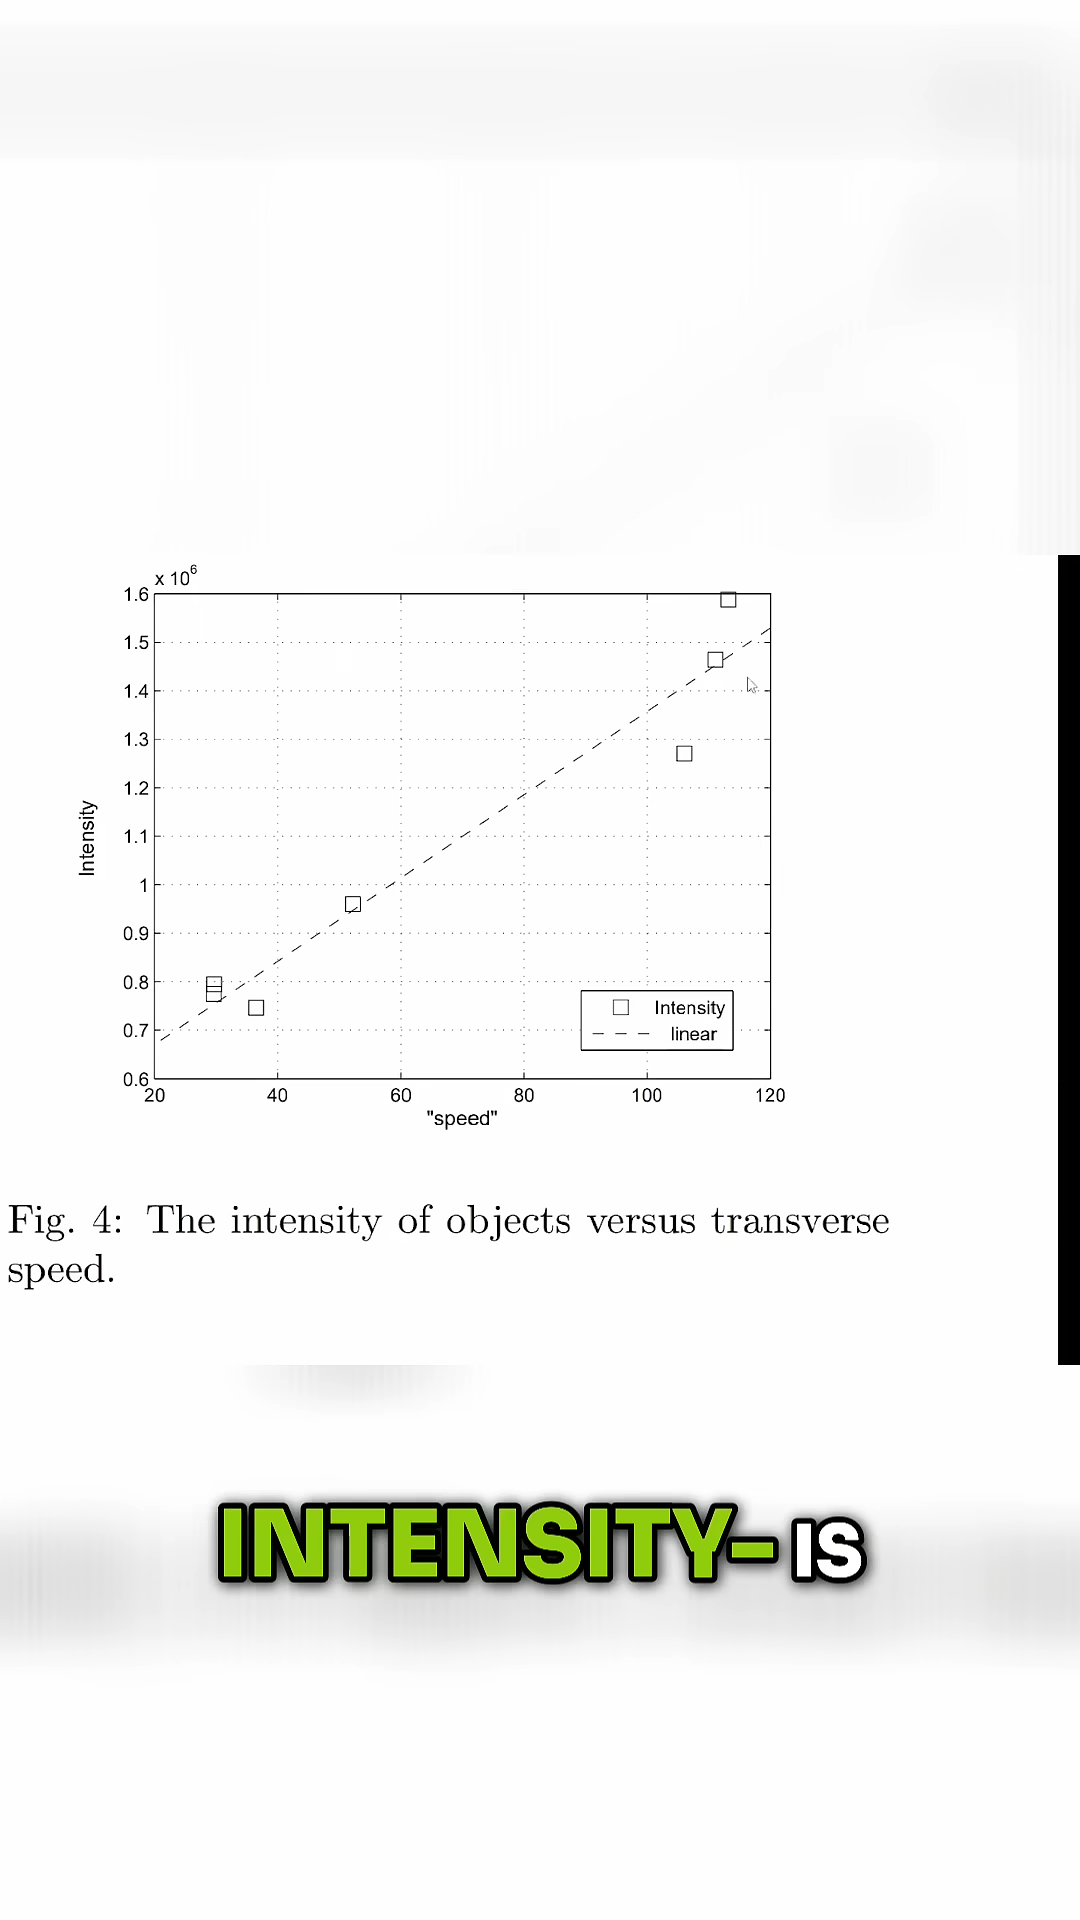 x 10⁶
1.6
1.5
1.4
1.3
1.2
1.1
1
0.9
0.8
0.7
0.6
Intensity
Intensity
linear
20 40 60 80 100 120
"speed"
Fig. 4: The intensity of objects versus transverse
speed.
INTENSITY- IS